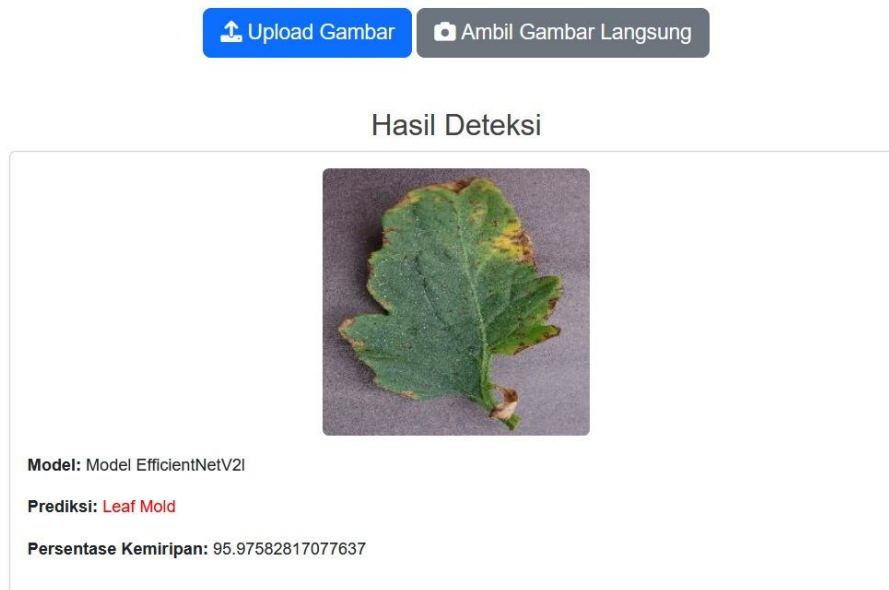 Upload Gambar
Ambil Gambar Langsung
Hasil Deteksi
Model: Model EfficientNetV2l
Prediksi: Leaf Mold
Persentase Kemiripan: 95.97582817077637